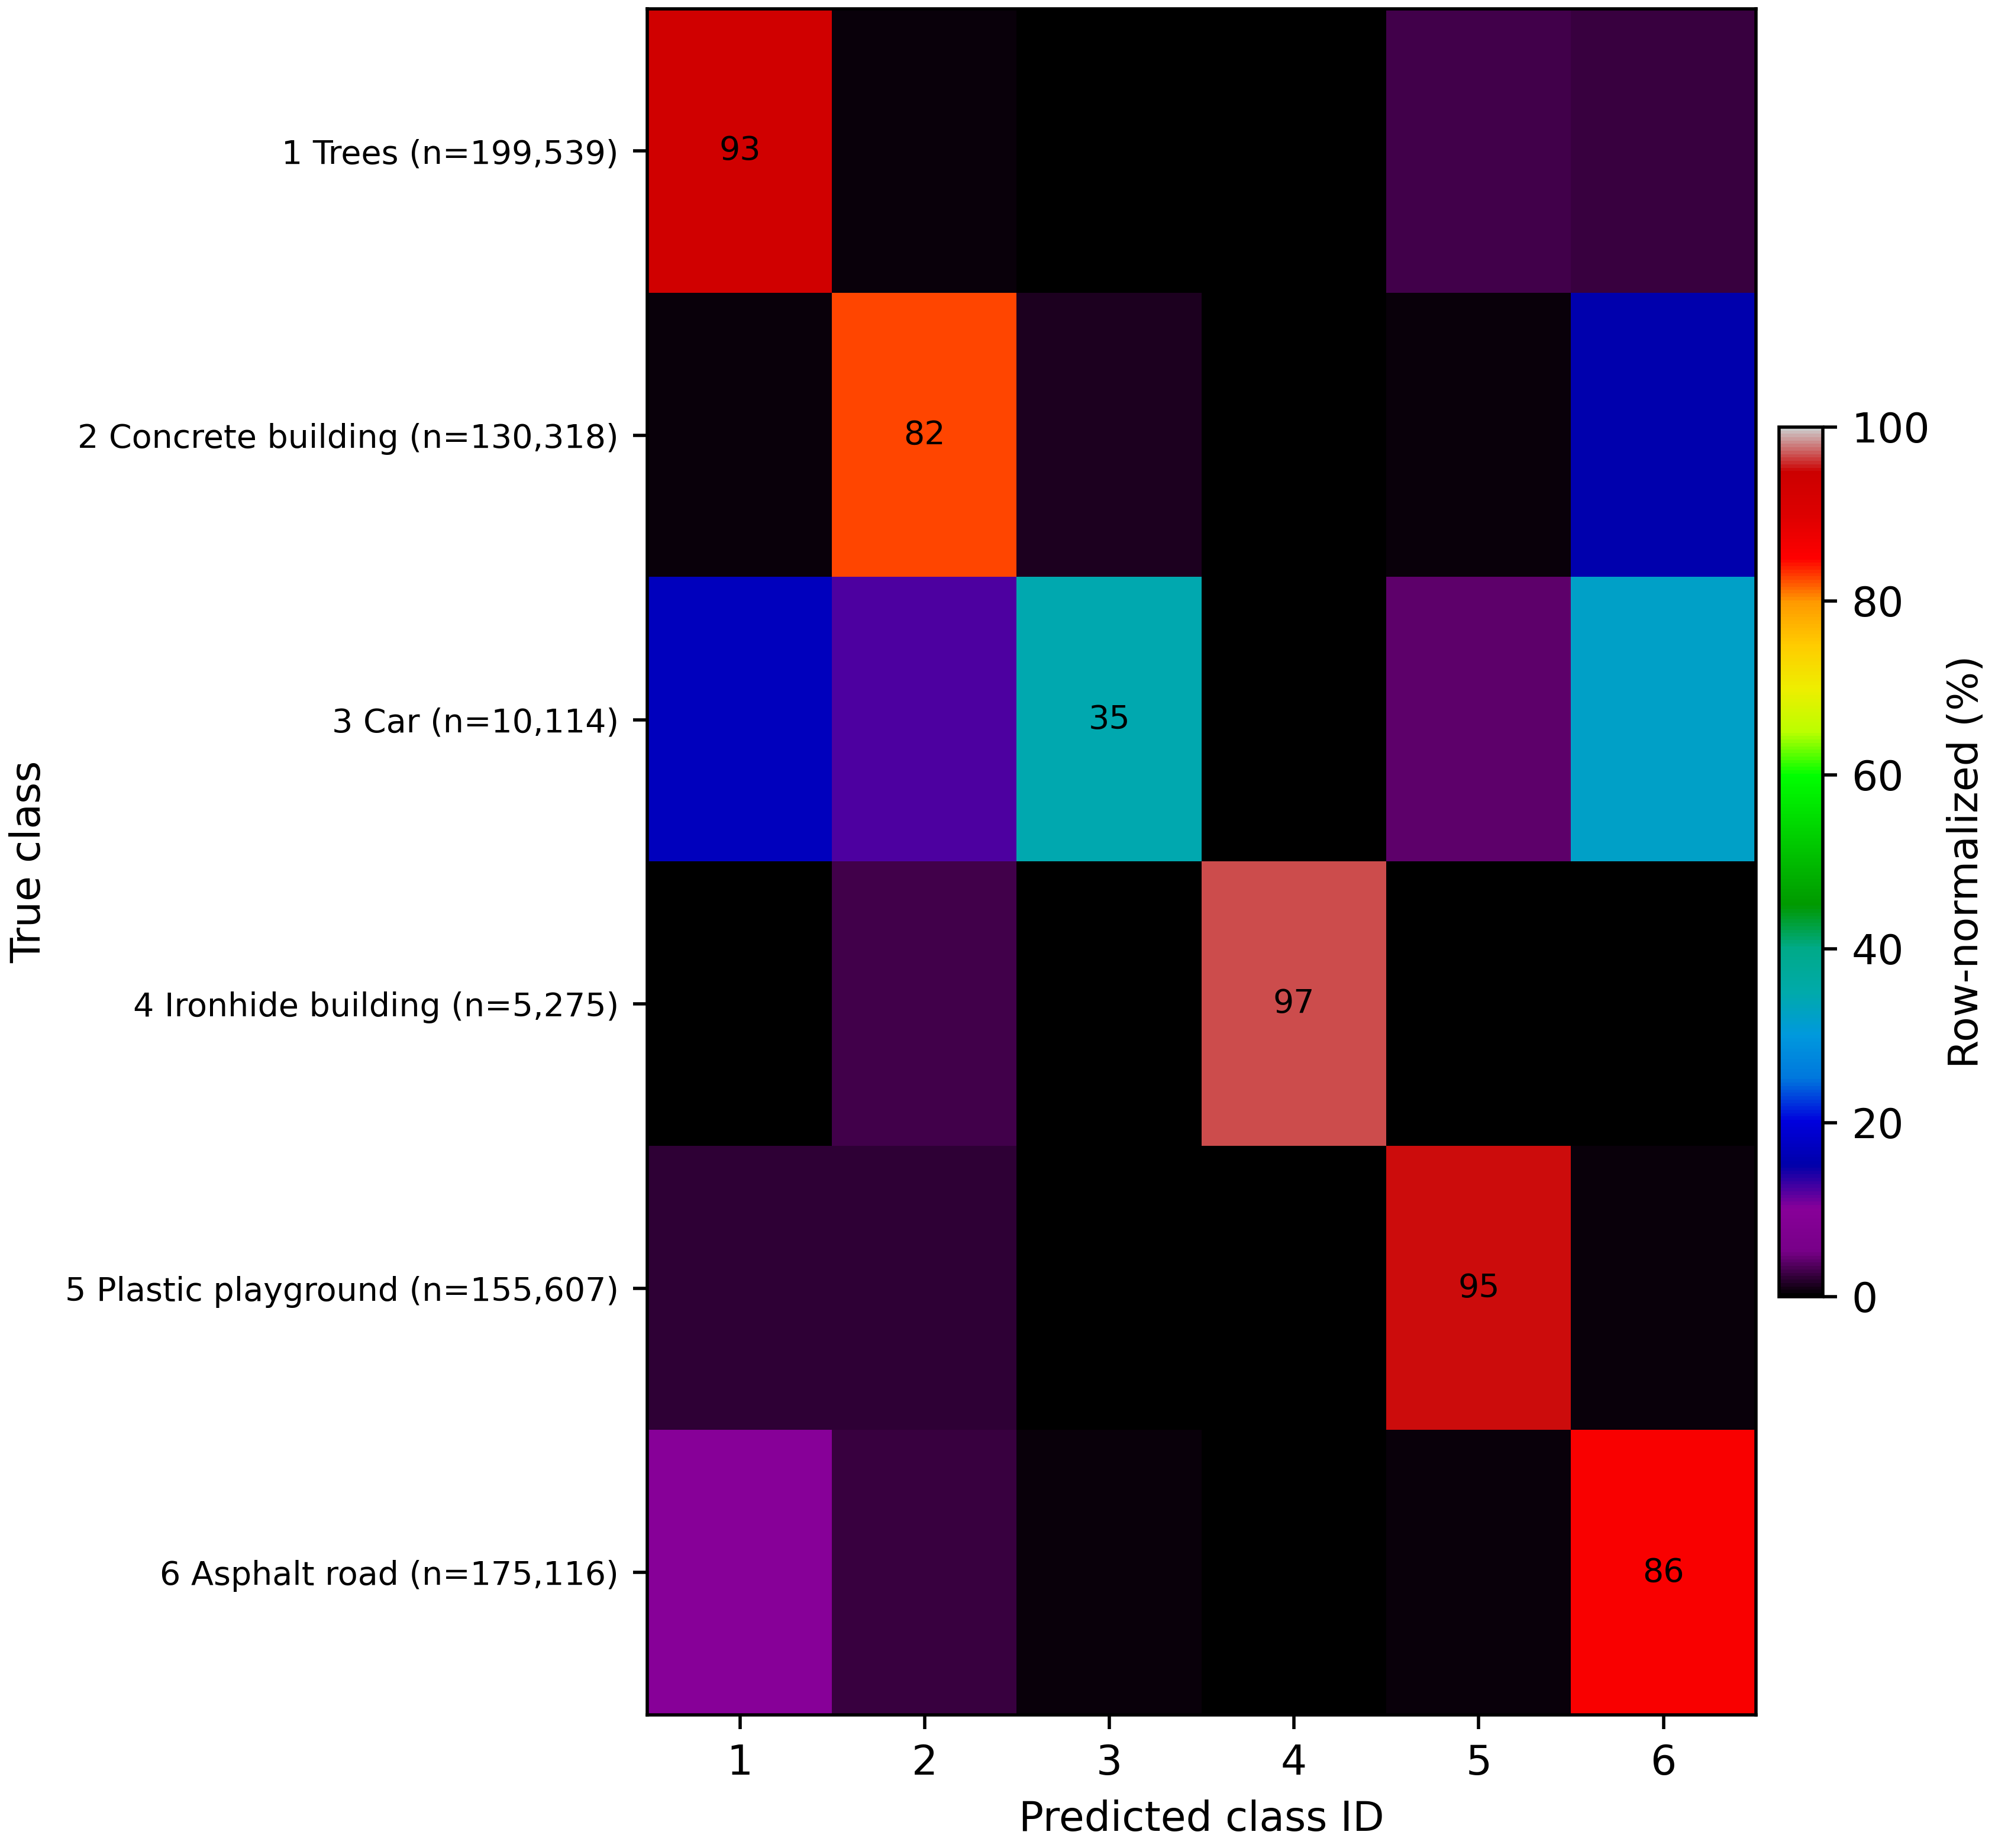 True class
1 Trees (n=199,539)
2 Concrete building (n=130,318)
3 Car (n=10,114)
4 Ironhide building (n=5,275)
5 Plastic playground (n=155,607)
6 Asphalt road (n=175,116)
93
82
35
97
95
86
1 2 3 4 5 6
Predicted class ID
100
80
60
40
20
0
Row-normalized (%)